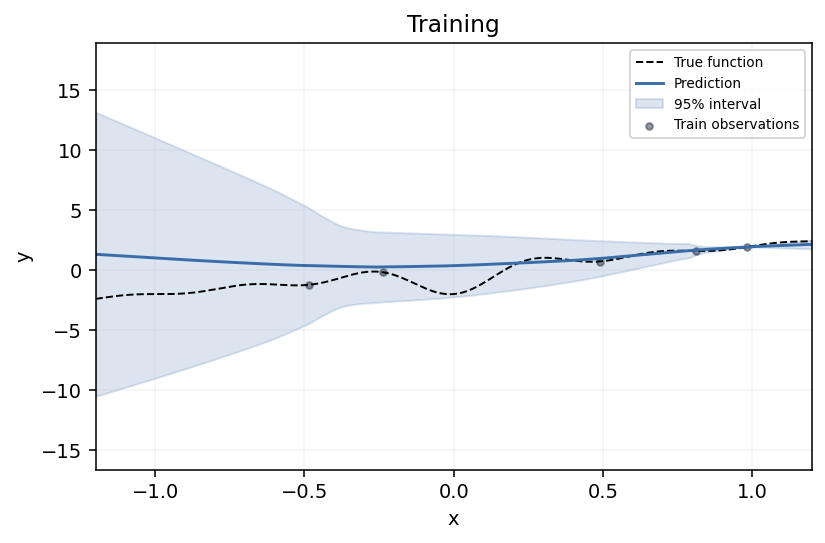 Training
True function
Prediction
95% interval
Train observations
15
10
5
0
−5
−10
−15
y
−1.0 −0.5 0.0 0.5 1.0
x